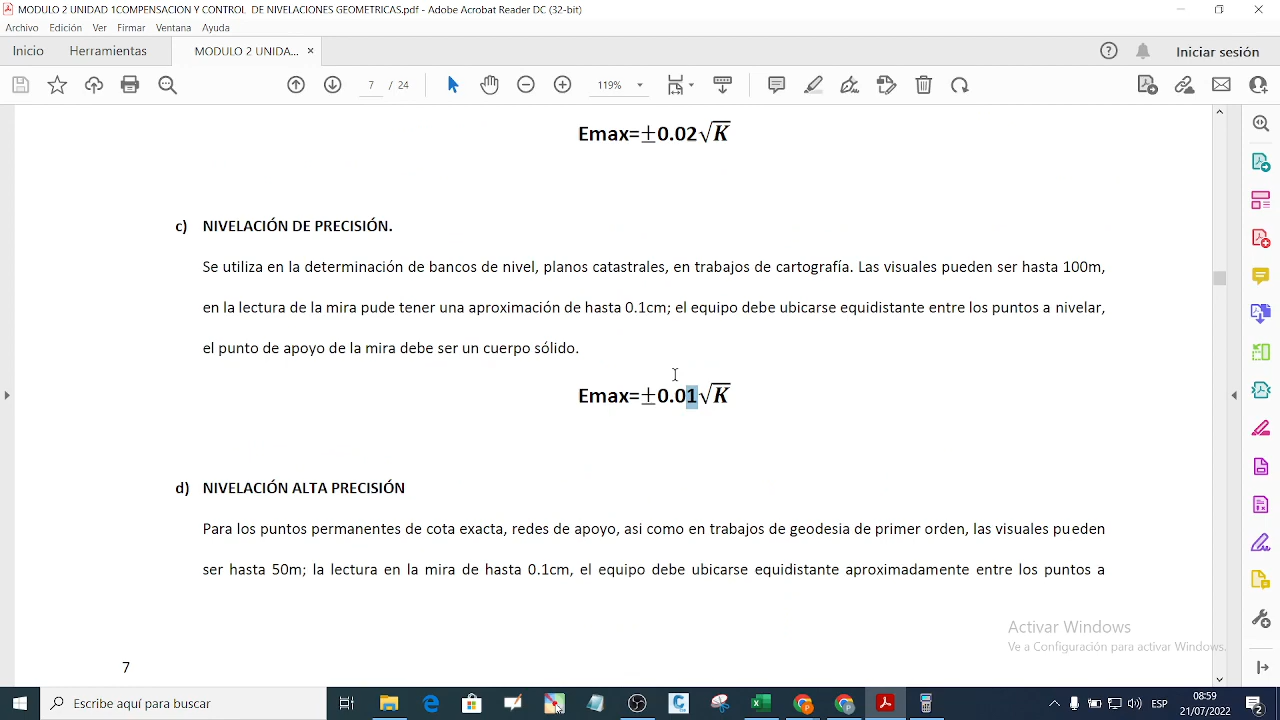 MODULO 2 UNIDAD 1COMPENSACION Y CONTROL  DE NIVELACIONES GEOMETRICAS.pdf - Adobe Acrobat Reader DC (32-bit)
Archivo Edición Ver Firmar Ventana Ayuda
Inicio Herramientas MODULO 2 UNIDA... × Iniciar sesión
7 / 24 119%
Emax=±0.02√K
c) NIVELACIÓN DE PRECISIÓN.
Se utiliza en la determinación de bancos de nivel, planos catastrales, en trabajos de cartografía. Las visuales pueden ser hasta 100m,
en la lectura de la mira pude tener una aproximación de hasta 0.1cm; el equipo debe ubicarse equidistante entre los puntos a nivelar,
el punto de apoyo de la mira debe ser un cuerpo sólido.
Emax=±0.01√K
d) NIVELACIÓN ALTA PRECISIÓN
Para los puntos permanentes de cota exacta, redes de apoyo, asi como en trabajos de geodesia de primer orden, las visuales pueden
ser hasta 50m; la lectura en la mira de hasta 0.1cm, el equipo debe ubicarse equidistante aproximadamente entre los puntos a
Activar Windows
Ve a Configuración para activar Windows.
7
Escribe aquí para buscar
ESP
08:59
21/07/2022
2